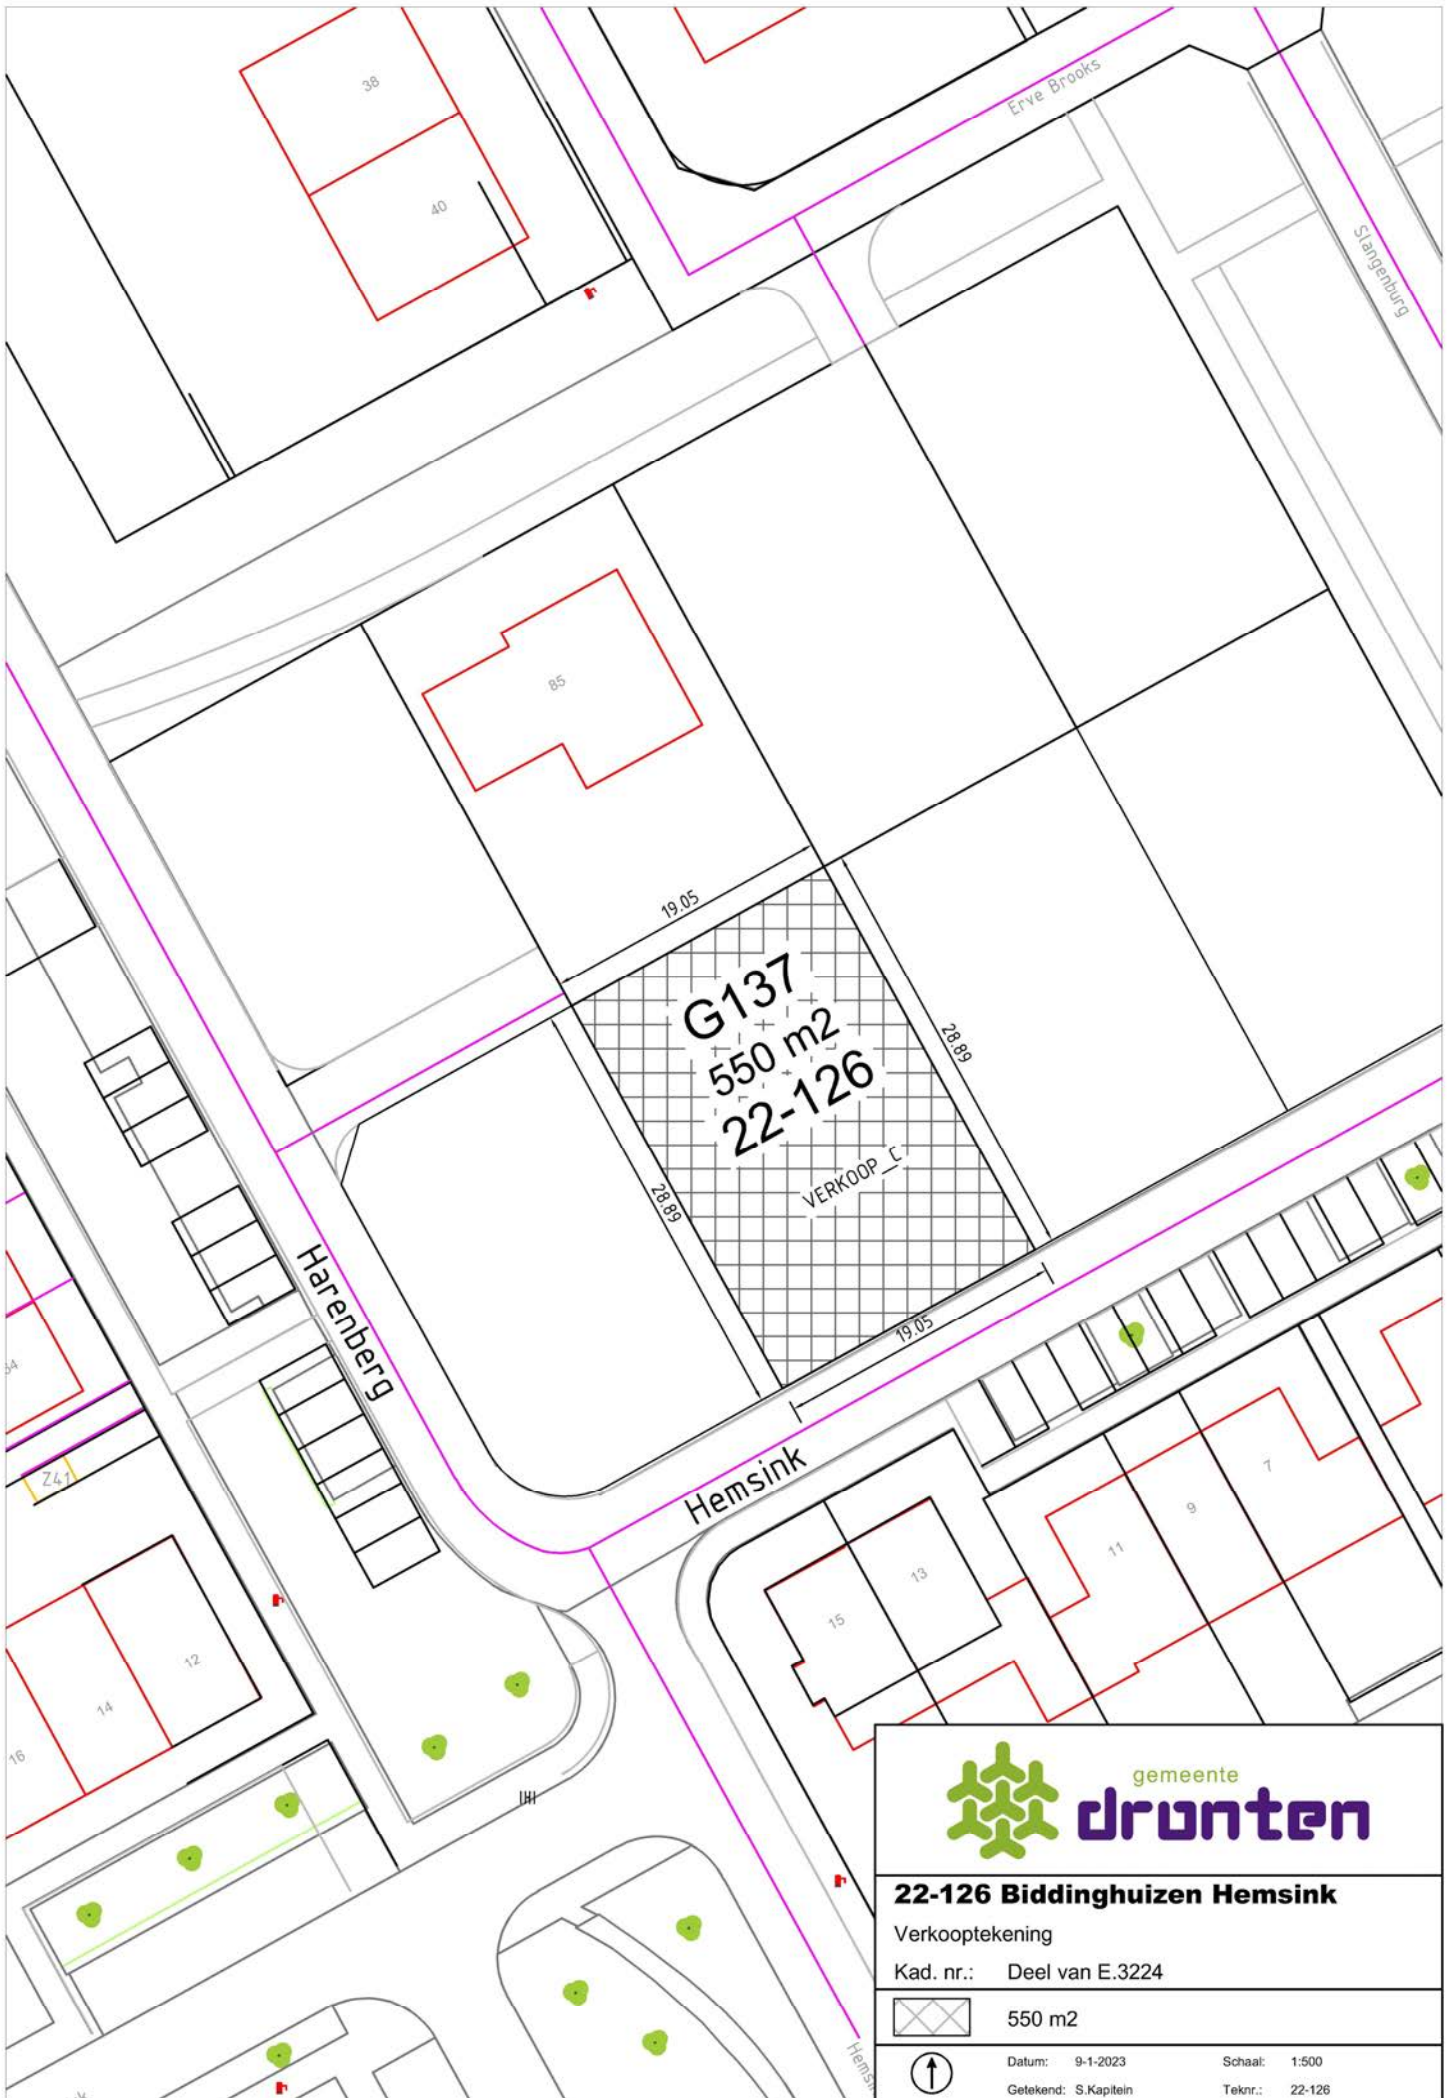 38
Erve Brooks
40
Slangenburg
85
19.05
G137
550 m2
22-126
VERKOOP_C
28.89
28.89
19.05
Harenberg
Hemsink
Z41
7
9
11
13
15
12
14
16
gemeente
dronten
22-126 Biddinghuizen Hemsink
Verkooptekening
Kad. nr.: Deel van E.3224
550 m2
Datum: 9-1-2023 Schaal: 1:500
Getekend: S.Kapitein Teknr.: 22-126